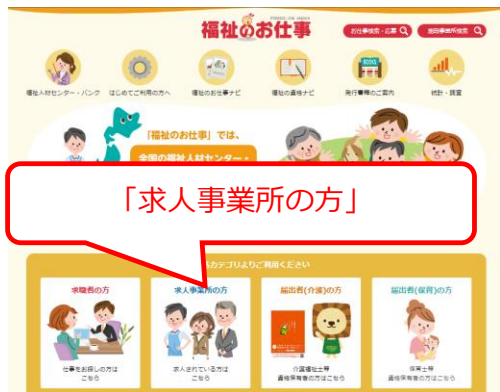 福祉のお仕事
お仕事検索・応募
施設事業所検索
福祉人材センター・バンク
はじめてご利用の方へ
福祉のお仕事ナビ
福祉の資格ナビ
BOOKS
発行書籍のご案内
統計・調査
「福祉のお仕事」では、
全国の福祉人材センター・
「求人事業所の方」
カテゴリよりご利用ください
求職者の方
求人事業所の方
届出者(介護)の方
届出者(保育)の方
仕事をお探しの方は
こちら
求人されている方は
こちら
介護福祉士等
資格保有者の方はこちら
保育士等
資格保有者の方はこちら